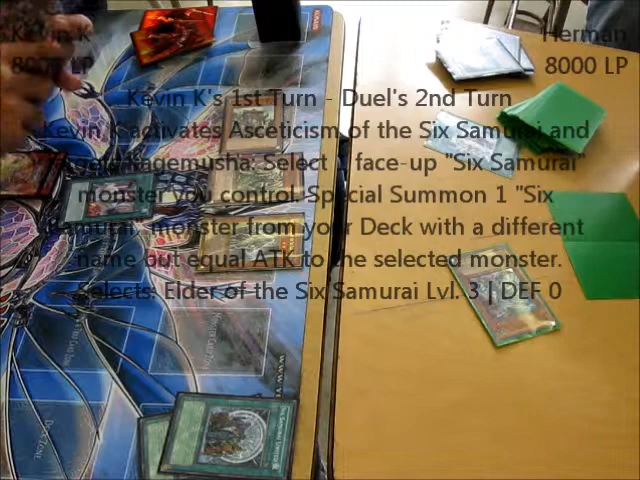 Kevin K
8000 LP
Herman
8000 LP
Kevin K's 1st Turn - Duel's 2nd Turn
Kevin K activates Asceticism of the Six Samurai and
targets Kagemusha: Select 1 face-up "Six Samurai"
monster you control; Special Summon 1 "Six
Samurai" monster from your Deck with a different
name but equal ATK to the selected monster.
Selects: Elder of the Six Samurai Lvl. 3 | DEF 0
KONAMI